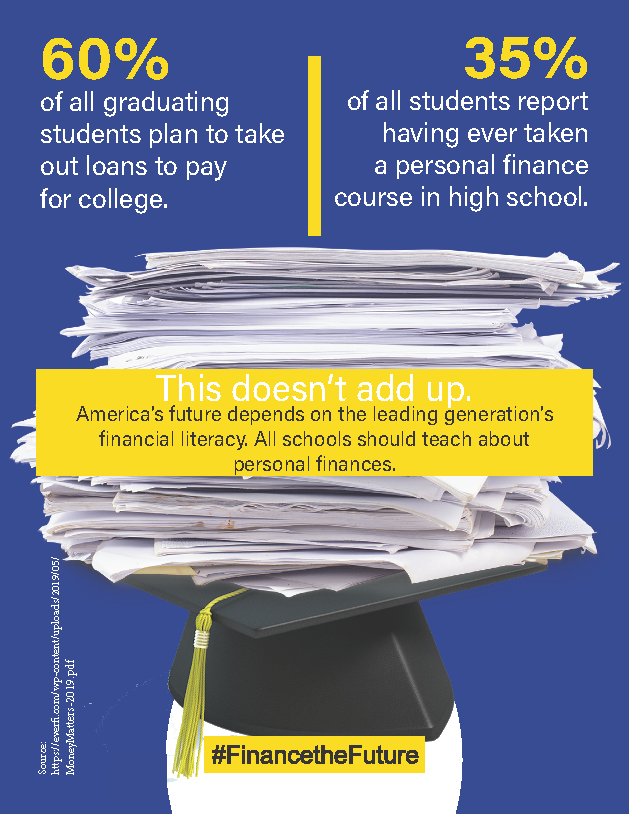 60%
of all graduating
students plan to take
out loans to pay
for college.
35%
of all students report
having ever taken
a personal finance
course in high school.
This doesn't add up.
America's future depends on the leading generation's
financial literacy. All schools should teach about
personal finances.
Source:
https://everfi.com/wp-content/uploads/2019/05/
MoneyMatters-2019.pdf
#FinancetheFuture